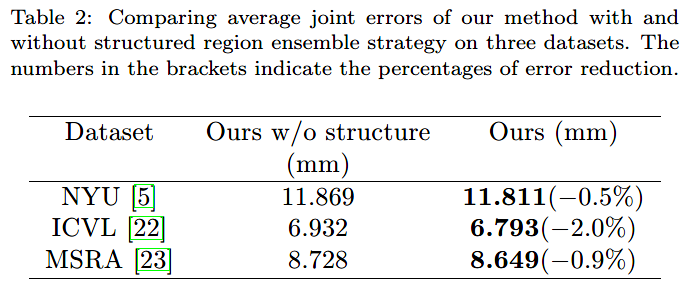 Table 2: Comparing average joint errors of our method with and
without structured region ensemble strategy on three datasets. The
numbers in the brackets indicate the percentages of error reduction.
Dataset Ours w/o structure (mm) Ours (mm)
NYU [5] 11.869 11.811(−0.5%)
ICVL [22] 6.932 6.793(−2.0%)
MSRA [23] 8.728 8.649(−0.9%)